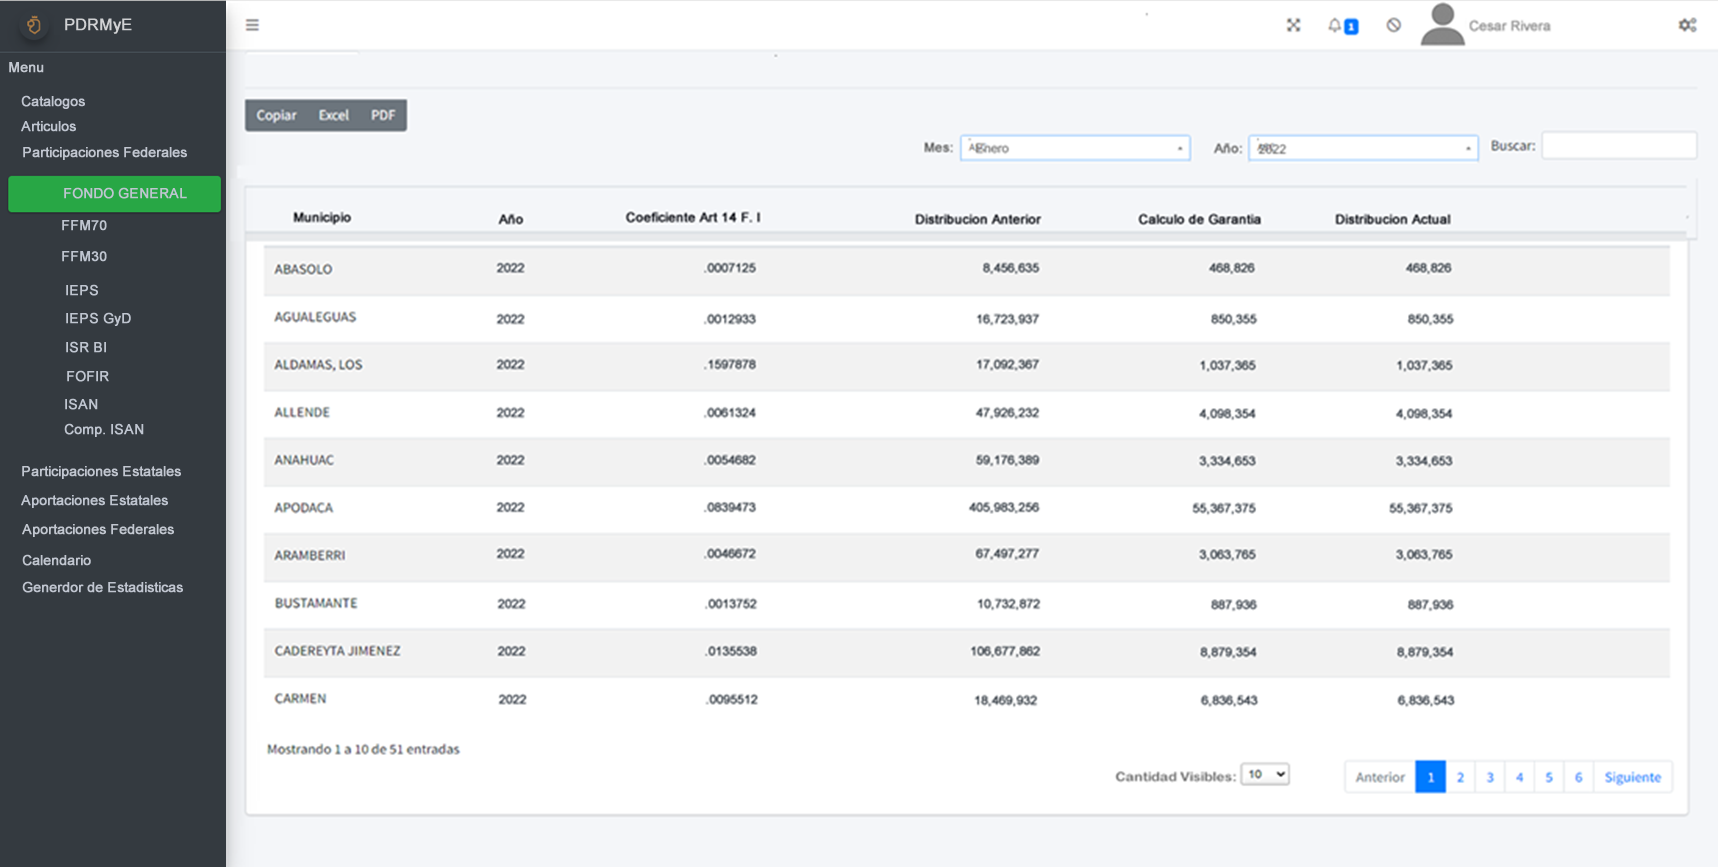 PDRMyE
Cesar Rivera
Menu
Catalogos
Articulos
Participaciones Federales
FONDO GENERAL
FFM70
FFM30
IEPS
IEPS GyD
ISR BI
FOFIR
ISAN
Comp. ISAN
Participaciones Estatales
Aportaciones Estatales
Aportaciones Federales
Calendario
Generdor de Estadisticas
1
Copiar Excel PDF
Mes: Enero Año: 2022 Buscar:
Municipio Año Coeficiente Art 14 F. I Distribucion Anterior Calculo de Garantia Distribucion Actual
ABASOLO 2022 .0007125 8,456,635 468,826 468,826
AGUALEGUAS 2022 .0012933 16,723,937 850,355 850,355
ALDAMAS, LOS 2022 .1597878 17,092,367 1,037,365 1,037,365
ALLENDE 2022 .0061324 47,926,232 4,098,354 4,098,354
ANAHUAC 2022 .0054682 59,176,389 3,334,653 3,334,653
APODACA 2022 .0839473 405,983,256 55,367,375 55,367,375
ARAMBERRI 2022 .0046672 67,497,277 3,063,765 3,063,765
BUSTAMANTE 2022 .0013752 10,732,872 887,936 887,936
CADEREYTA JIMENEZ 2022 .0135538 106,677,862 8,879,354 8,879,354
CARMEN 2022 .0095512 18,469,932 6,836,543 6,836,543
Mostrando 1 a 10 de 51 entradas
Cantidad Visibles: 10 Anterior 1 2 3 4 5 6 Siguiente